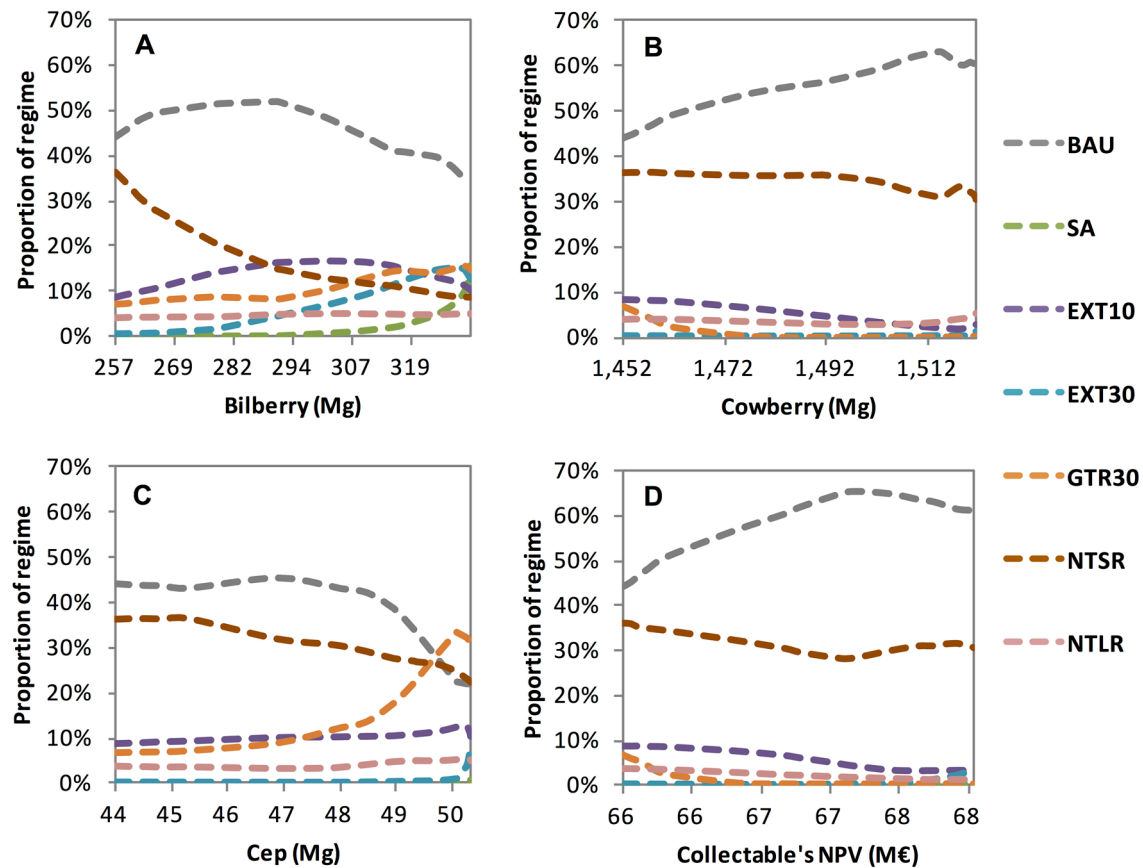 A
Proportion of regime
70%
60%
50%
40%
30%
20%
10%
0%
257 269 282 294 307 319
Bilberry (Mg)
B
Proportion of regime
70%
60%
50%
40%
30%
20%
10%
0%
1,452 1,472 1,492 1,512
Cowberry (Mg)
C
Proportion of regime
70%
60%
50%
40%
30%
20%
10%
0%
44 45 46 47 48 49 50
Cep (Mg)
D
Proportion of regime
70%
60%
50%
40%
30%
20%
10%
0%
66 66 67 67 68 68
Collectable's NPV (M€)
BAU
SA
EXT10
EXT30
GTR30
NTSR
NTLR